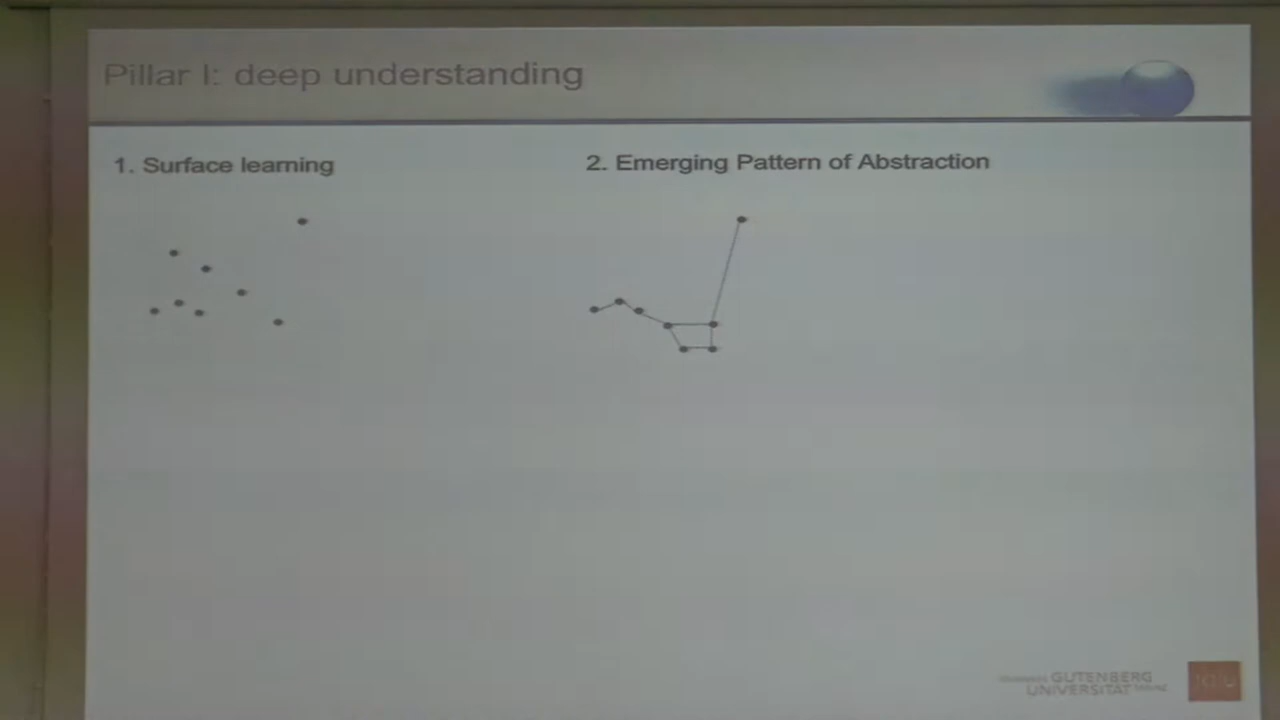 Pillar I: deep understanding
1. Surface learning
2. Emerging Pattern of Abstraction
GUTENBERG
UNIVERSITÄT